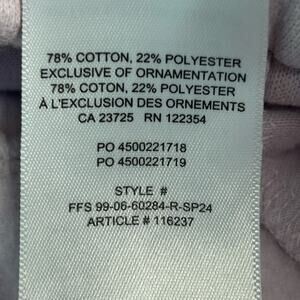 78% COTTON, 22% POLYESTER
EXCLUSIVE OF ORNAMENTATION
78% COTON, 22% POLYESTER
À L'EXCLUSION DES ORNEMENTS
CA 23725 RN 122354
PO 4500221718
PO 4500221719
STYLE #
FFS 99-06-60284-R-SP24
ARTICLE # 116237